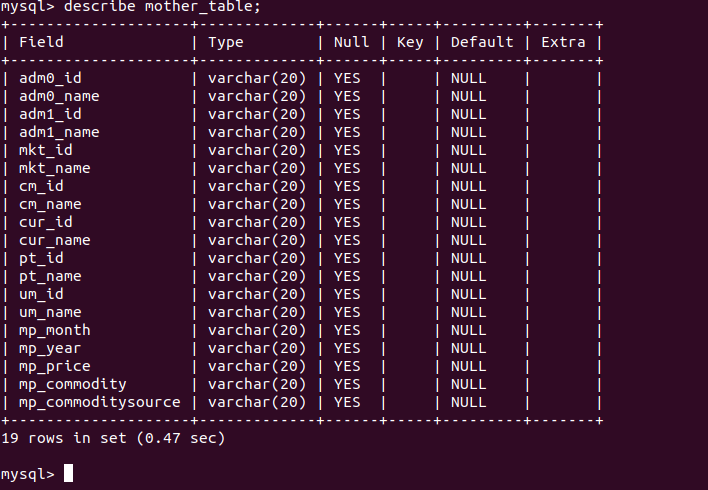 mysql> describe mother_table;
+--------------------+-------------+------+-----+---------+-------+
| Field              | Type        | Null | Key | Default | Extra |
+--------------------+-------------+------+-----+---------+-------+
| adm0_id            | varchar(20) | YES  |     | NULL    |       |
| adm0_name          | varchar(20) | YES  |     | NULL    |       |
| adm1_id            | varchar(20) | YES  |     | NULL    |       |
| adm1_name          | varchar(20) | YES  |     | NULL    |       |
| mkt_id             | varchar(20) | YES  |     | NULL    |       |
| mkt_name           | varchar(20) | YES  |     | NULL    |       |
| cm_id              | varchar(20) | YES  |     | NULL    |       |
| cm_name            | varchar(20) | YES  |     | NULL    |       |
| cur_id             | varchar(20) | YES  |     | NULL    |       |
| cur_name           | varchar(20) | YES  |     | NULL    |       |
| pt_id              | varchar(20) | YES  |     | NULL    |       |
| pt_name            | varchar(20) | YES  |     | NULL    |       |
| um_id              | varchar(20) | YES  |     | NULL    |       |
| um_name            | varchar(20) | YES  |     | NULL    |       |
| mp_month           | varchar(20) | YES  |     | NULL    |       |
| mp_year            | varchar(20) | YES  |     | NULL    |       |
| mp_price           | varchar(20) | YES  |     | NULL    |       |
| mp_commodity       | varchar(20) | YES  |     | NULL    |       |
| mp_commoditysource | varchar(20) | YES  |     | NULL    |       |
+--------------------+-------------+------+-----+---------+-------+
19 rows in set (0.47 sec)
mysql>